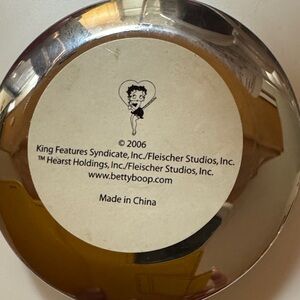 © 2006
King Features Syndicate, Inc./Fleischer Studios, Inc.
™ Hearst Holdings, Inc./Fleischer Studios, Inc.
www.bettyboop.com
Made in China